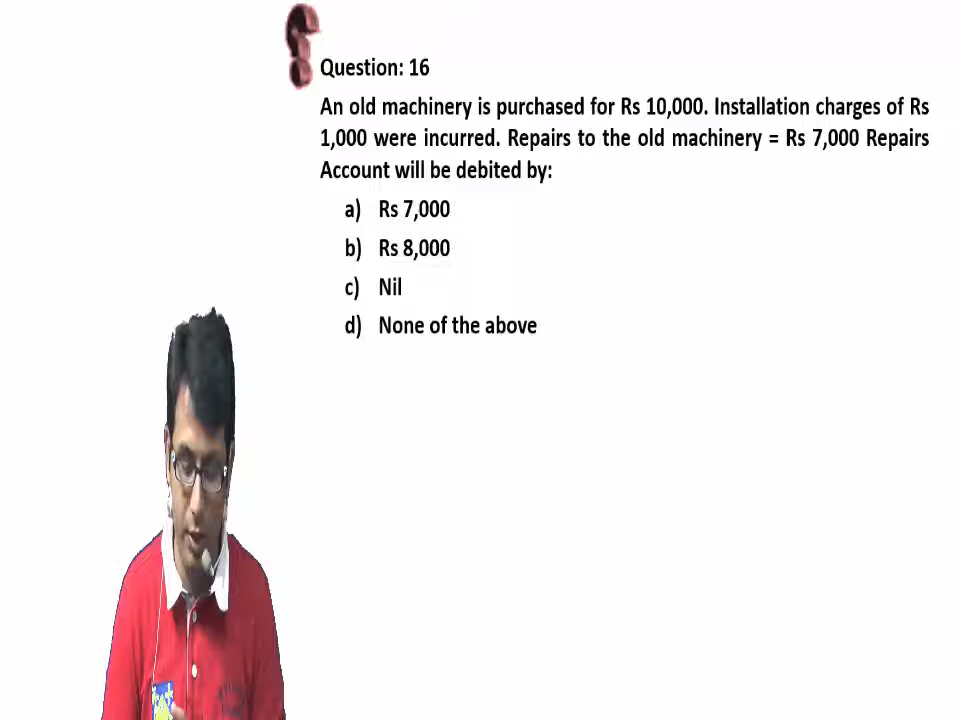 Question: 16
An old machinery is purchased for Rs 10,000. Installation charges of Rs
1,000 were incurred. Repairs to the old machinery = Rs 7,000 Repairs
Account will be debited by:
a) Rs 7,000
b) Rs 8,000
c) Nil
d) None of the above